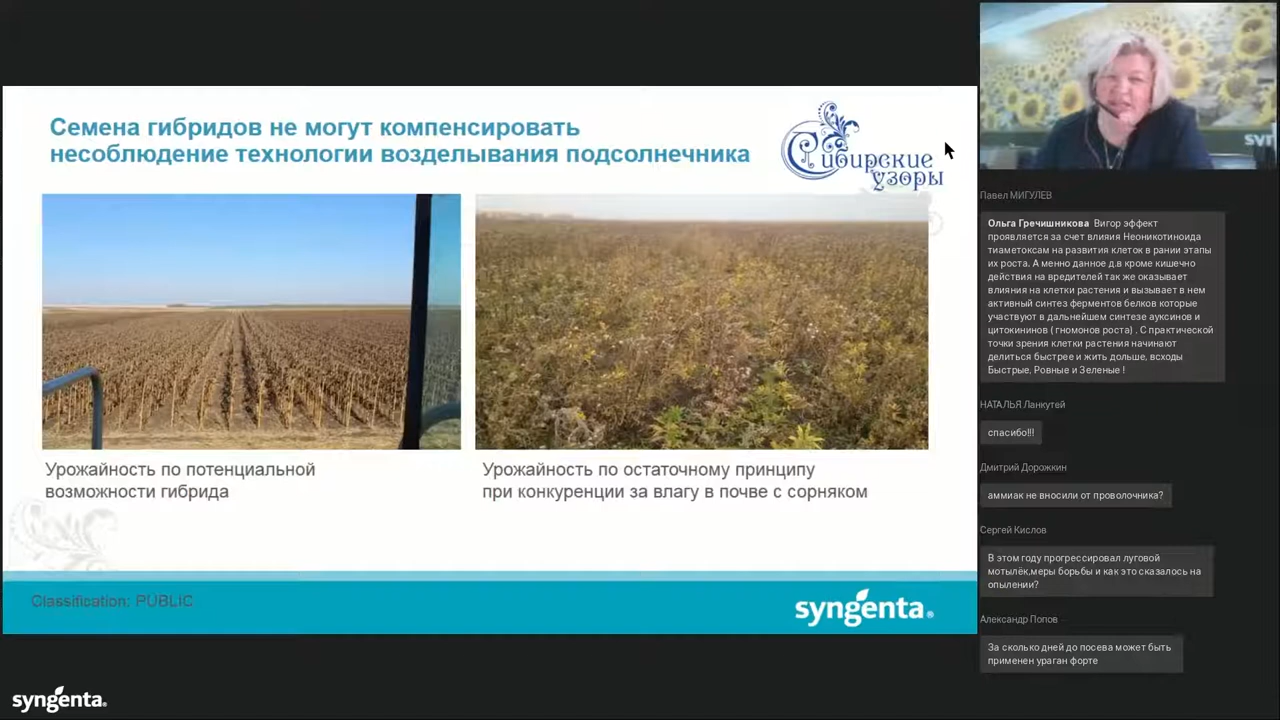 Семена гибридов не могут компенсировать
несоблюдение технологии возделывания подсолнечника
Сибирские
узоры
Урожайность по потенциальной
возможности гибрида
Урожайность по остаточному принципу
при конкуренции за влагу в почве с сорняком
Classification: PUBLIC
syngenta.
syngenta.
Павел МИГУЛЕВ
Ольга Гречишникова Вигор эффект
проявляется за счет влияия Неоникотиноида
тиаметоксам на развития клеток в рании этапы
их роста. А менно данное д.в кроме кишечно
действия на вредителей так же оказывает
влияния на клетки растения и вызывает в нем
активный синтез ферментов белков которые
участвуют в дальнейшем синтезе ауксинов и
цитокининов ( гномонов роста) . С практической
точки зрения клетки растения начинают
делиться быстрее и жить дольше, всходы
Быстрые, Ровные и Зеленые !
НАТАЛЬЯ Ланкутей
спасибо!!!
Дмитрий Дорожкин
аммиак не вносили от проволочника?
Сергей Кислов
В этом году прогрессировал луговой
мотылёк,меры борьбы и как это сказалось на
опылении?
Александр Попов
За сколько дней до посева может быть
применен ураган форте